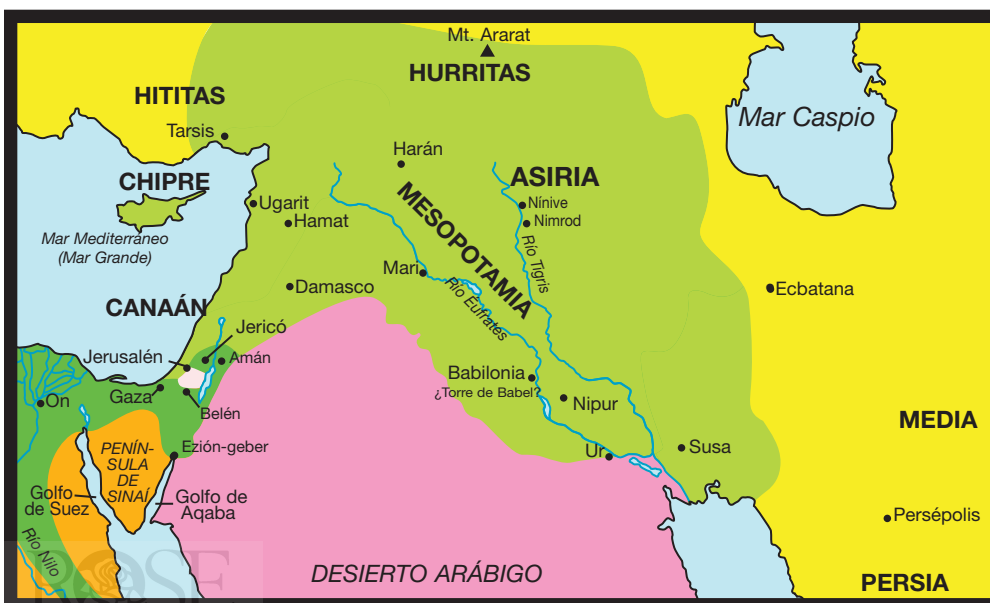 Mt. Ararat
HURRITAS
HITITAS
Mar Caspio
Tarsis
Harán
CHIPRE
ASIRIA
MESOPOTAMIA
Nínive
Ugarit
Nimrod
Hamat
Mar Mediterráneo
(Mar Grande)
Río Tigris
Mari
Río Éufrates
Damasco
Ecbatana
CANAÁN
Jericó
Jerusalén
Amán
Babilonia
¿Torre de Babel?
Gaza
On
Belén
Nipur
MEDIA
PENÍN-
SULA
DE
SINAÍ
Ezión-geber
Ur
Susa
Golfo
de Suez
Golfo de
Aqaba
Persépolis
Río Nilo
DESIERTO ARÁBIGO
PERSIA
ROSE